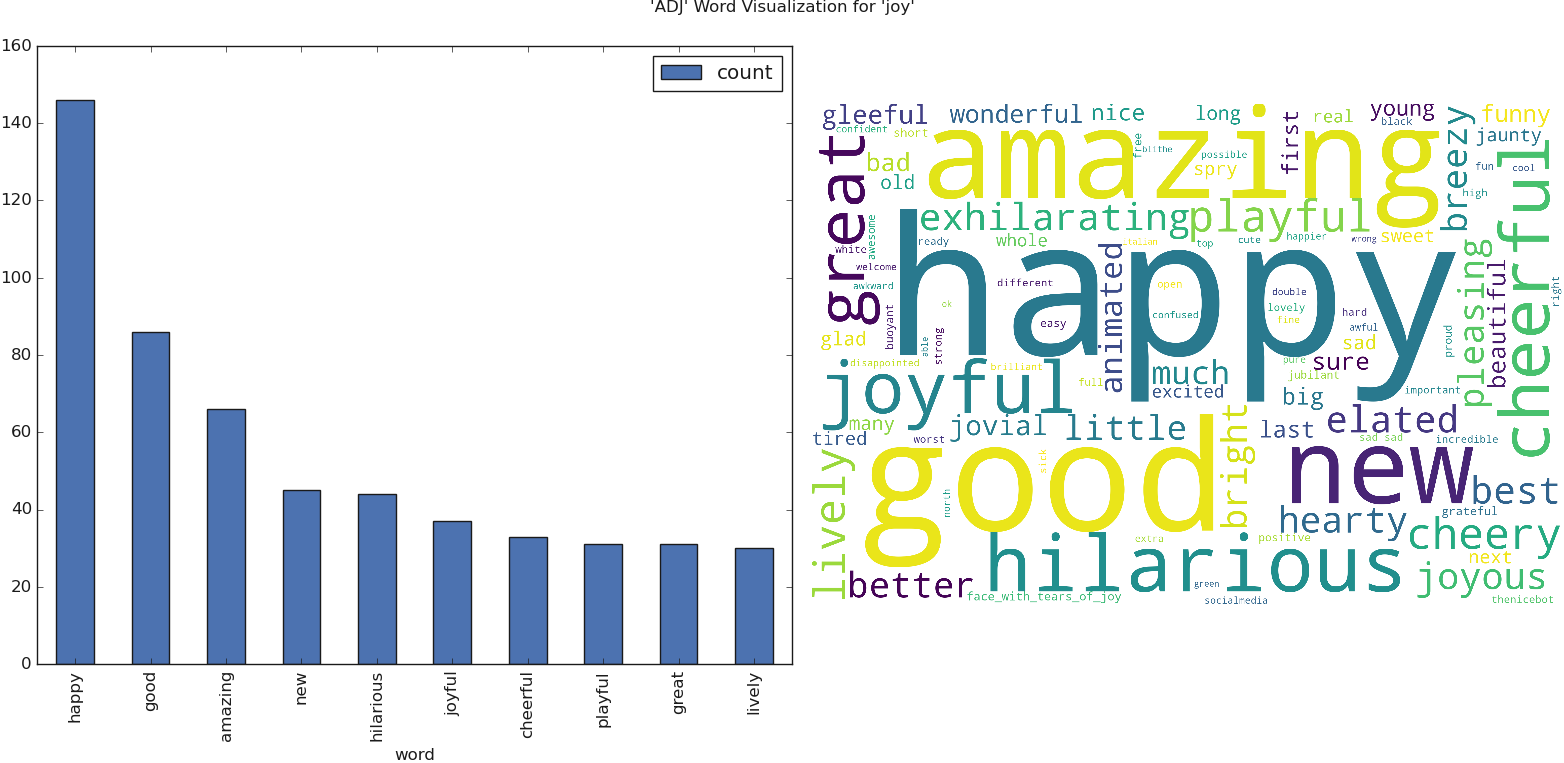 'ADJ' Word Visualization for 'joy'
160
140
120
100
80
60
40
20
0
count
happy
good
amazing
new
hilarious
joyful
cheerful
playful
great
lively
word
gleeful
wonderful
nice
long
real
young
funny
confident
short
black
jaunty
amazing
first
free
blithe
possible
spry
great
bad
old
breezy
fun
cool
high
cheerful
exhilarating
playful
awesome
white
ready
whole
italian
top
cute
happier
wrong
sweet
welcome
awkward
happy
different
animated
open
double
lovely
fine
pleasing
beautiful
right
ok
easy
confused
hard
awful
buoyant
able
strong
glad
sad
proud
disappointed
brilliant
joyful
full
much
excited
pure
jubilant
sure
big
important
many
tired
worst
jovial
little
bright
last
elated
sad sad
incredible
lively
good
sick
north
new
best
hearty
grateful
cheery
extra
positive
next
better
hilarious
green
joyous
face_with_tears_of_joy
socialmedia
thenicebot